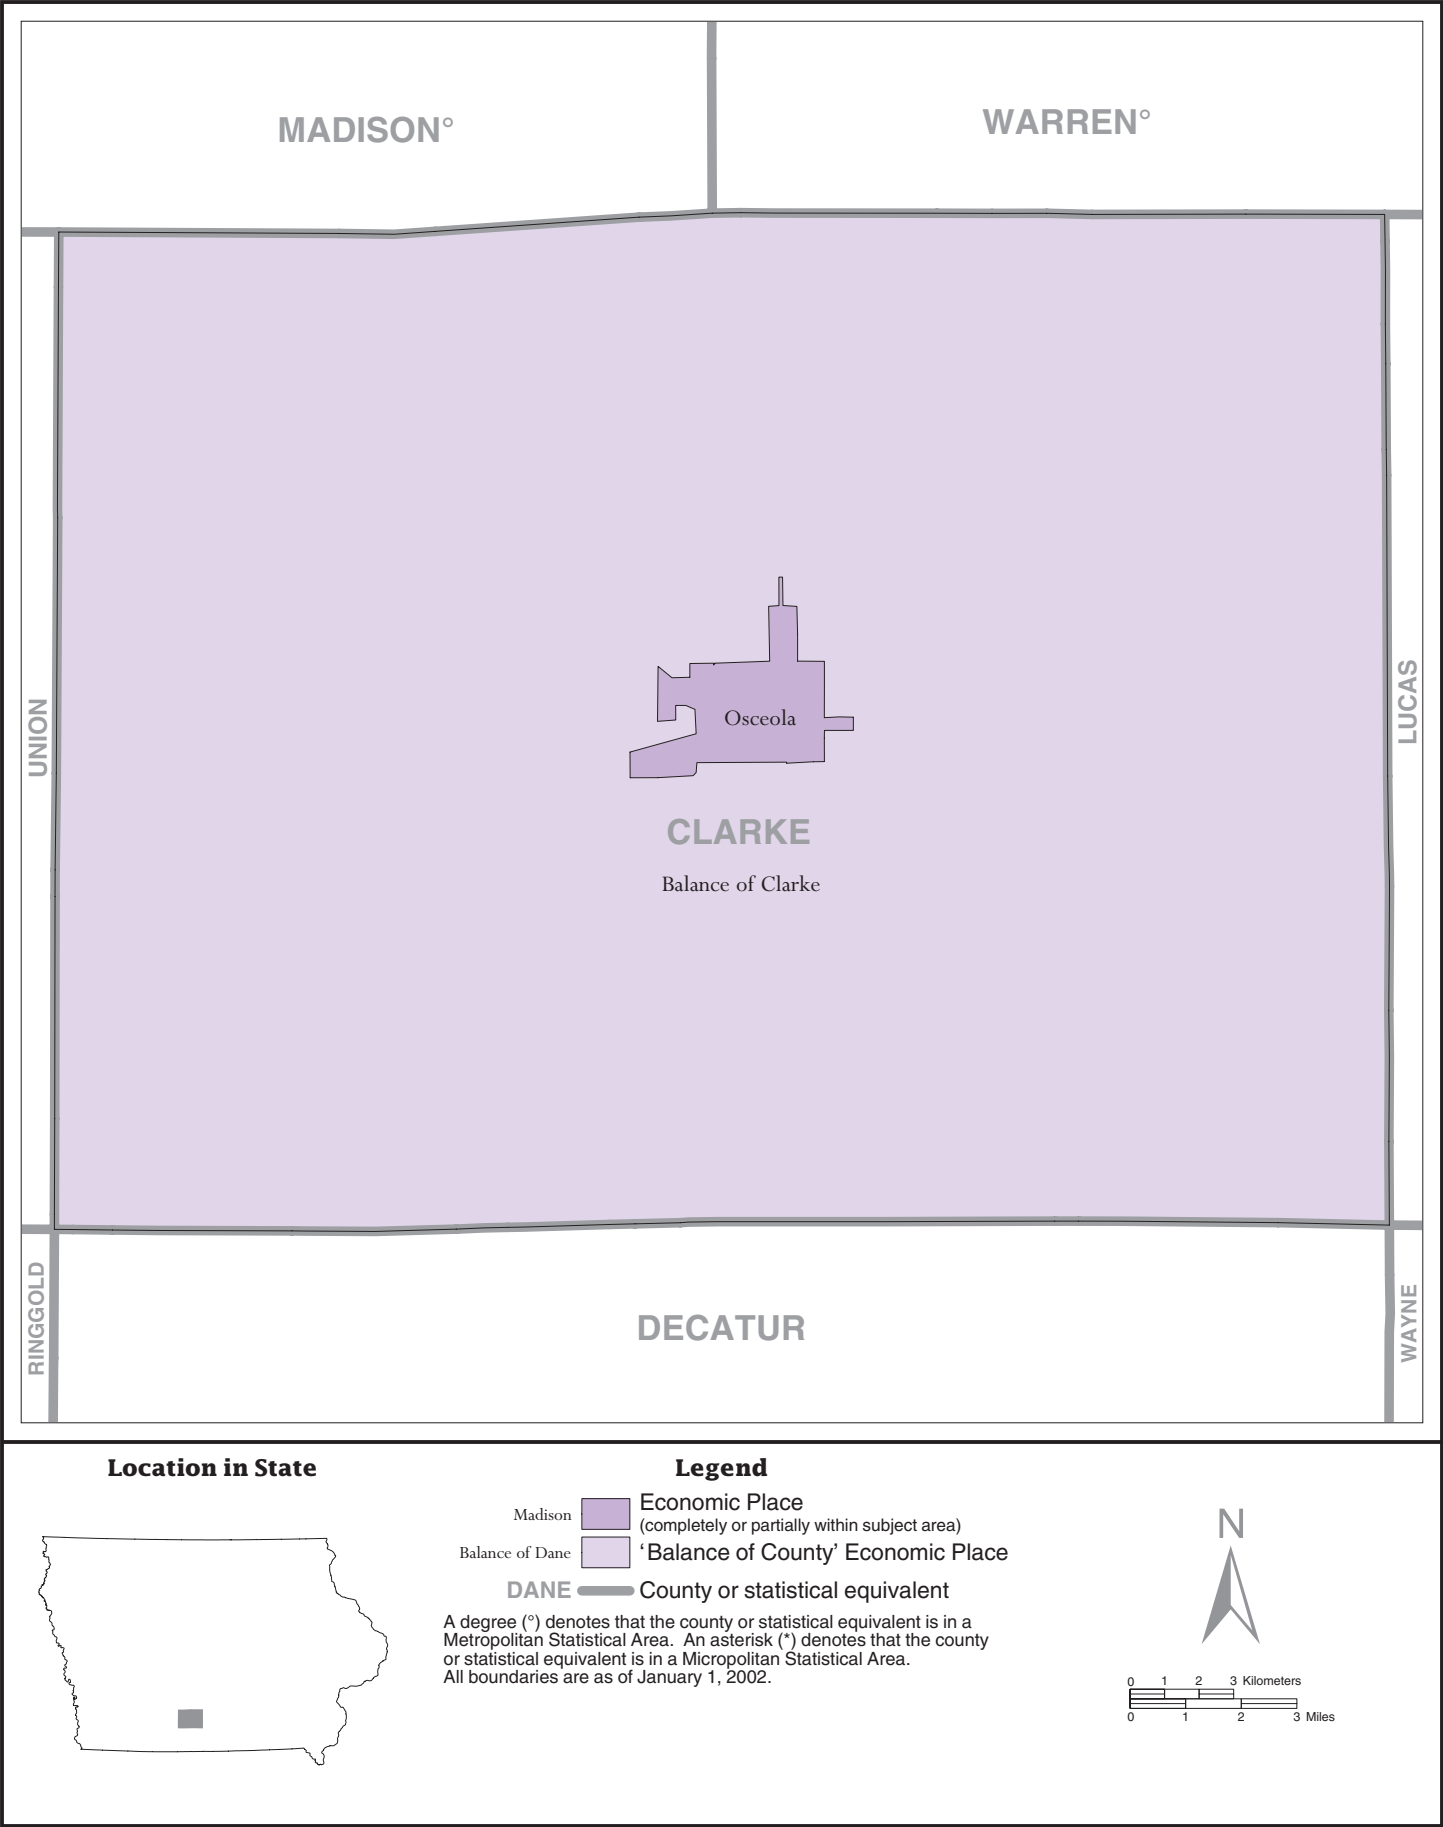 MADISON°
WARREN°
UNION
LUCAS
Osceola
CLARKE
Balance of Clarke
RINGGOLD
DECATUR
WAYNE
Location in State
Legend
Madison
Economic Place
(completely or partially within subject area)
Balance of Dane
‘Balance of County’ Economic Place
DANE
County or statistical equivalent
A degree (°) denotes that the county or statistical equivalent is in a
Metropolitan Statistical Area.  An asterisk (*) denotes that the county
or statistical equivalent is in a Micropolitan Statistical Area.
All boundaries are as of January 1, 2002.
N
0 1 2 3 Kilometers
0 1 2 3 Miles